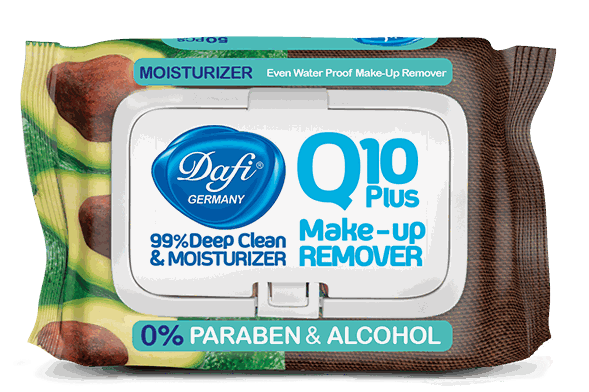 50PCS
MOISTURIZER Even Water Proof Make-Up Remover
Dafi®
GERMANY
Q10
Plus
99% Deep Clean
& MOISTURIZER
Make-up
REMOVER
0% PARABEN & ALCOHOL